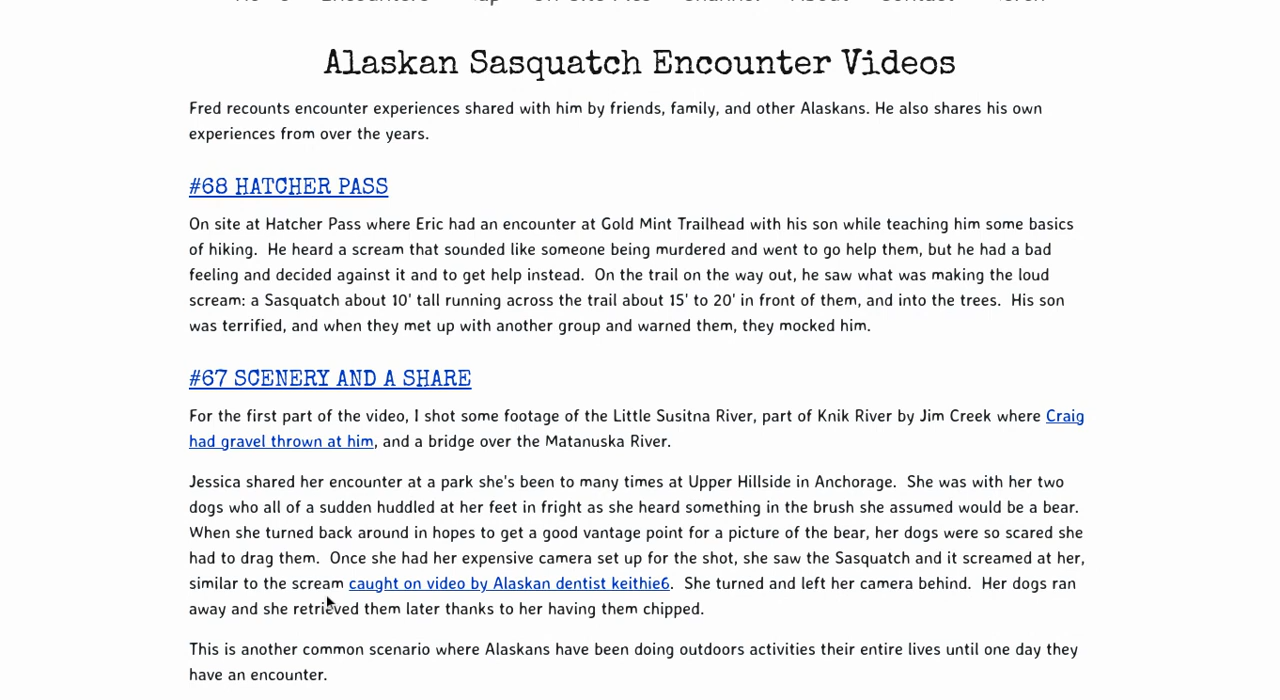 Alaskan Sasquatch Encounter Videos
Fred recounts encounter experiences shared with him by friends, family, and other Alaskans. He also shares his own
experiences from over the years.
#68 HATCHER PASS
On site at Hatcher Pass where Eric had an encounter at Gold Mint Trailhead with his son while teaching him some basics
of hiking.  He heard a scream that sounded like someone being murdered and went to go help them, but he had a bad
feeling and decided against it and to get help instead.  On the trail on the way out, he saw what was making the loud
scream: a Sasquatch about 10' tall running across the trail about 15' to 20' in front of them, and into the trees.  His son
was terrified, and when they met up with another group and warned them, they mocked him.
#67 SCENERY AND A SHARE
For the first part of the video, I shot some footage of the Little Susitna River, part of Knik River by Jim Creek where Craig
had gravel thrown at him, and a bridge over the Matanuska River.
Jessica shared her encounter at a park she's been to many times at Upper Hillside in Anchorage.  She was with her two
dogs who all of a sudden huddled at her feet in fright as she heard something in the brush she assumed would be a bear.
When she turned back around in hopes to get a good vantage point for a picture of the bear, her dogs were so scared she
had to drag them.  Once she had her expensive camera set up for the shot, she saw the Sasquatch and it screamed at her,
similar to the scream caught on video by Alaskan dentist keithie6.  She turned and left her camera behind.  Her dogs ran
away and she retrieved them later thanks to her having them chipped.
This is another common scenario where Alaskans have been doing outdoors activities their entire lives until one day they
have an encounter.